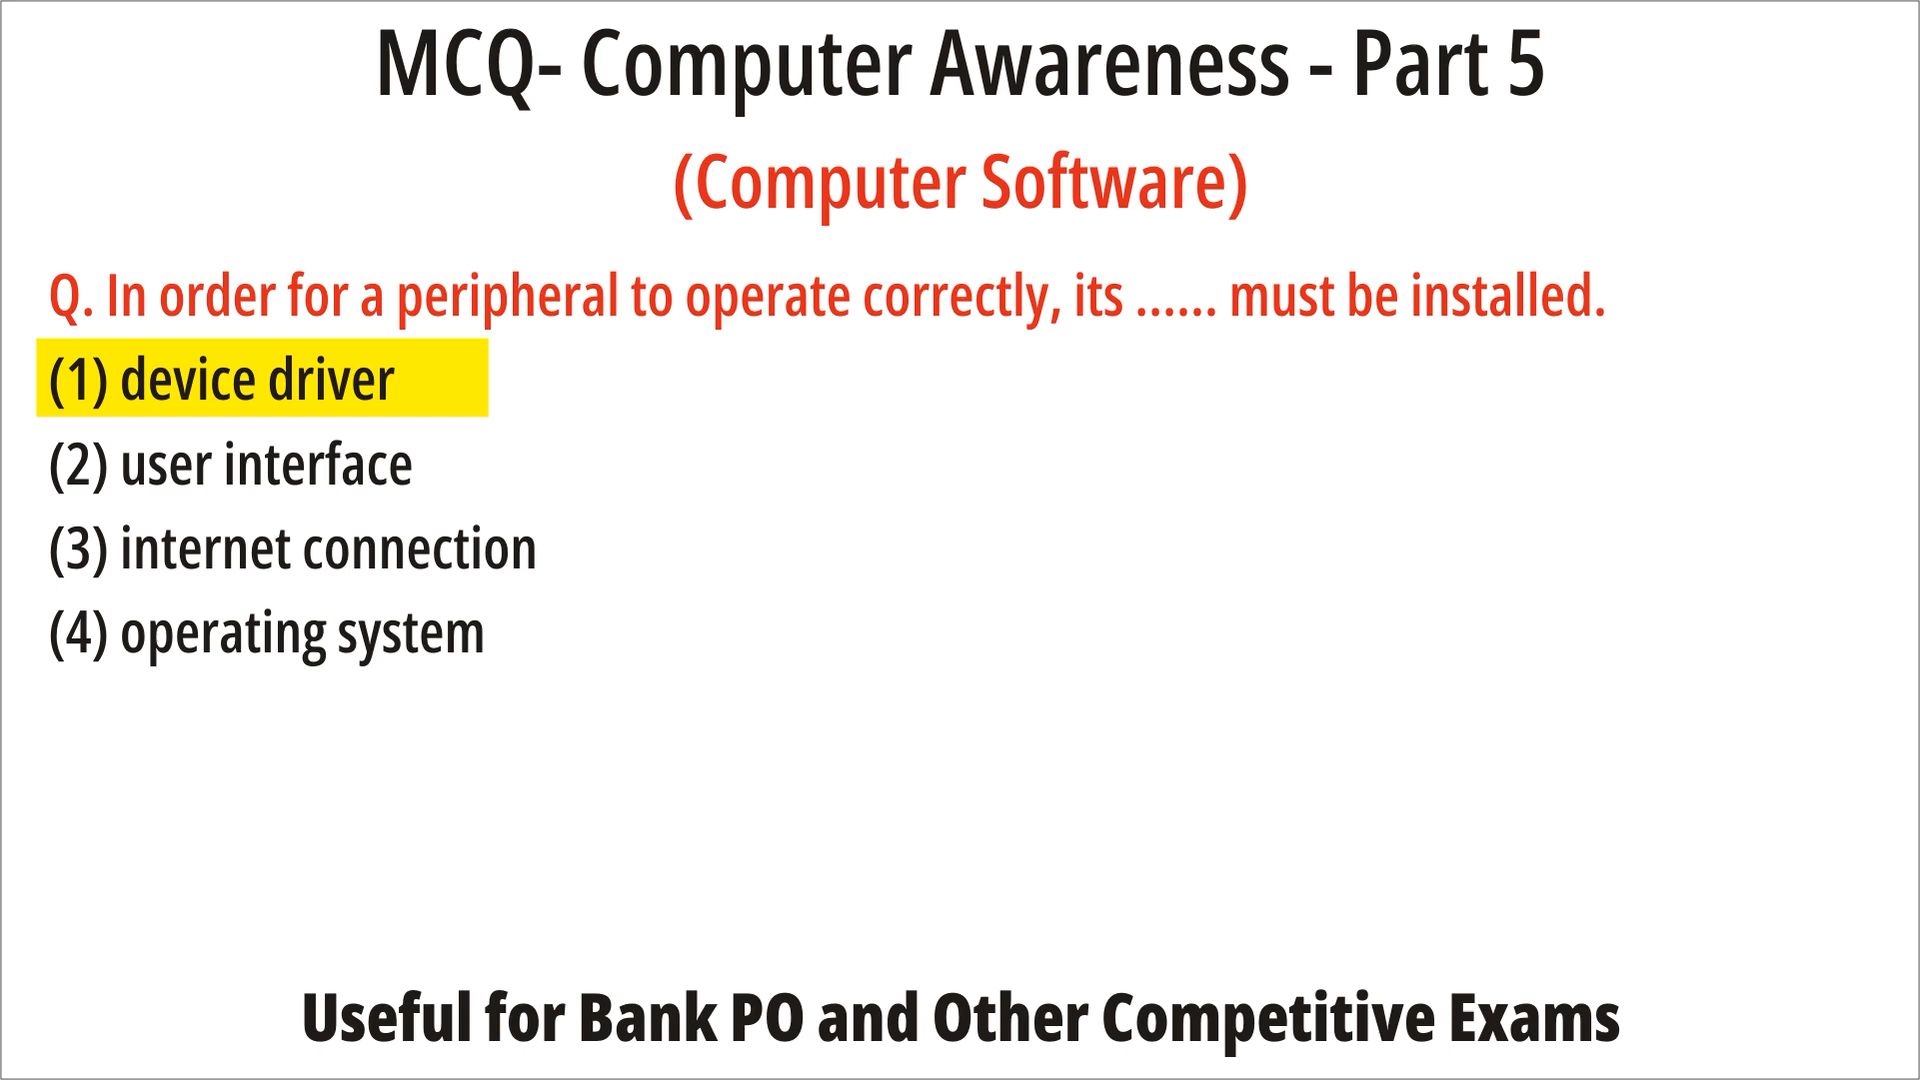 MCQ- Computer Awareness - Part 5
(Computer Software)
Q. In order for a peripheral to operate correctly, its ...... must be installed.
(1) device driver
(2) user interface
(3) internet connection
(4) operating system
Useful for Bank PO and Other Competitive Exams